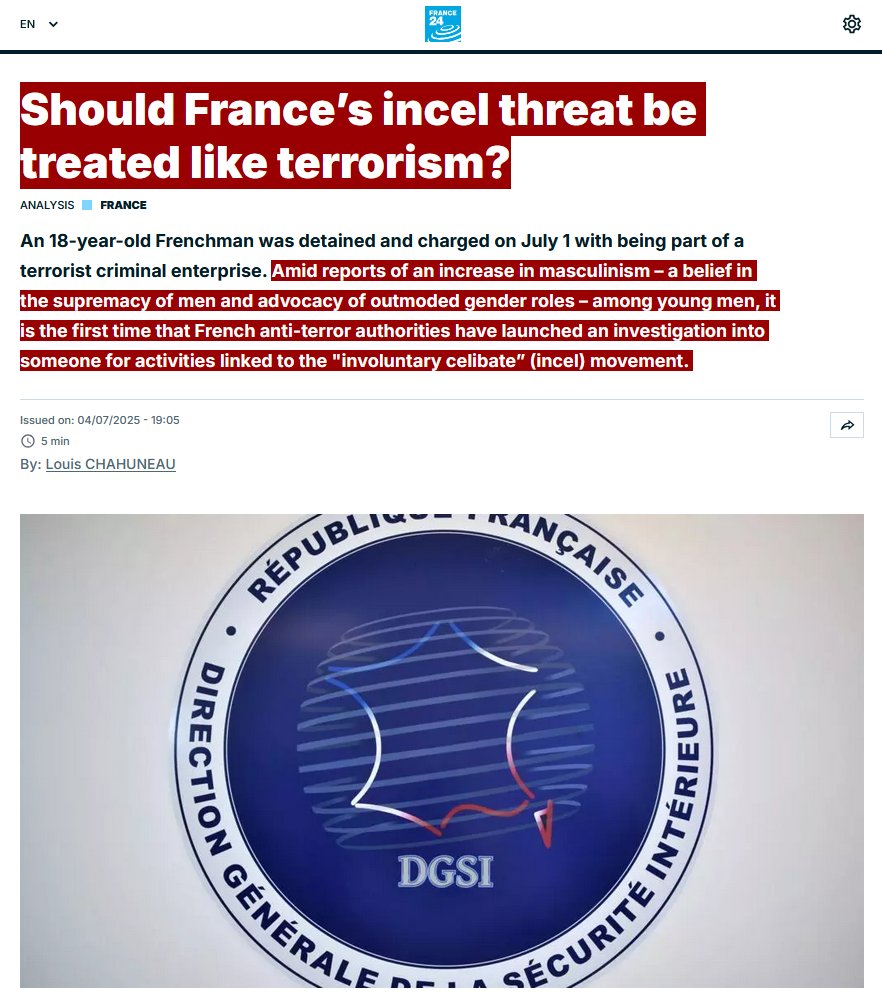 EN
FRANCE
24
Should France’s incel threat be
treated like terrorism?
ANALYSIS FRANCE
An 18-year-old Frenchman was detained and charged on July 1 with being part of a
terrorist criminal enterprise. Amid reports of an increase in masculinism – a belief in
the supremacy of men and advocacy of outmoded gender roles – among young men, it
is the first time that French anti-terror authorities have launched an investigation into
someone for activities linked to the "involuntary celibate” (incel) movement.
Issued on: 04/07/2025 - 19:05
5 min
By: Louis CHAHUNEAU
• RÉPUBLIQUE FRANÇAISE •
DIRECTION GÉNÉRALE DE LA SÉCURITÉ INTÉRIEURE
DGSI